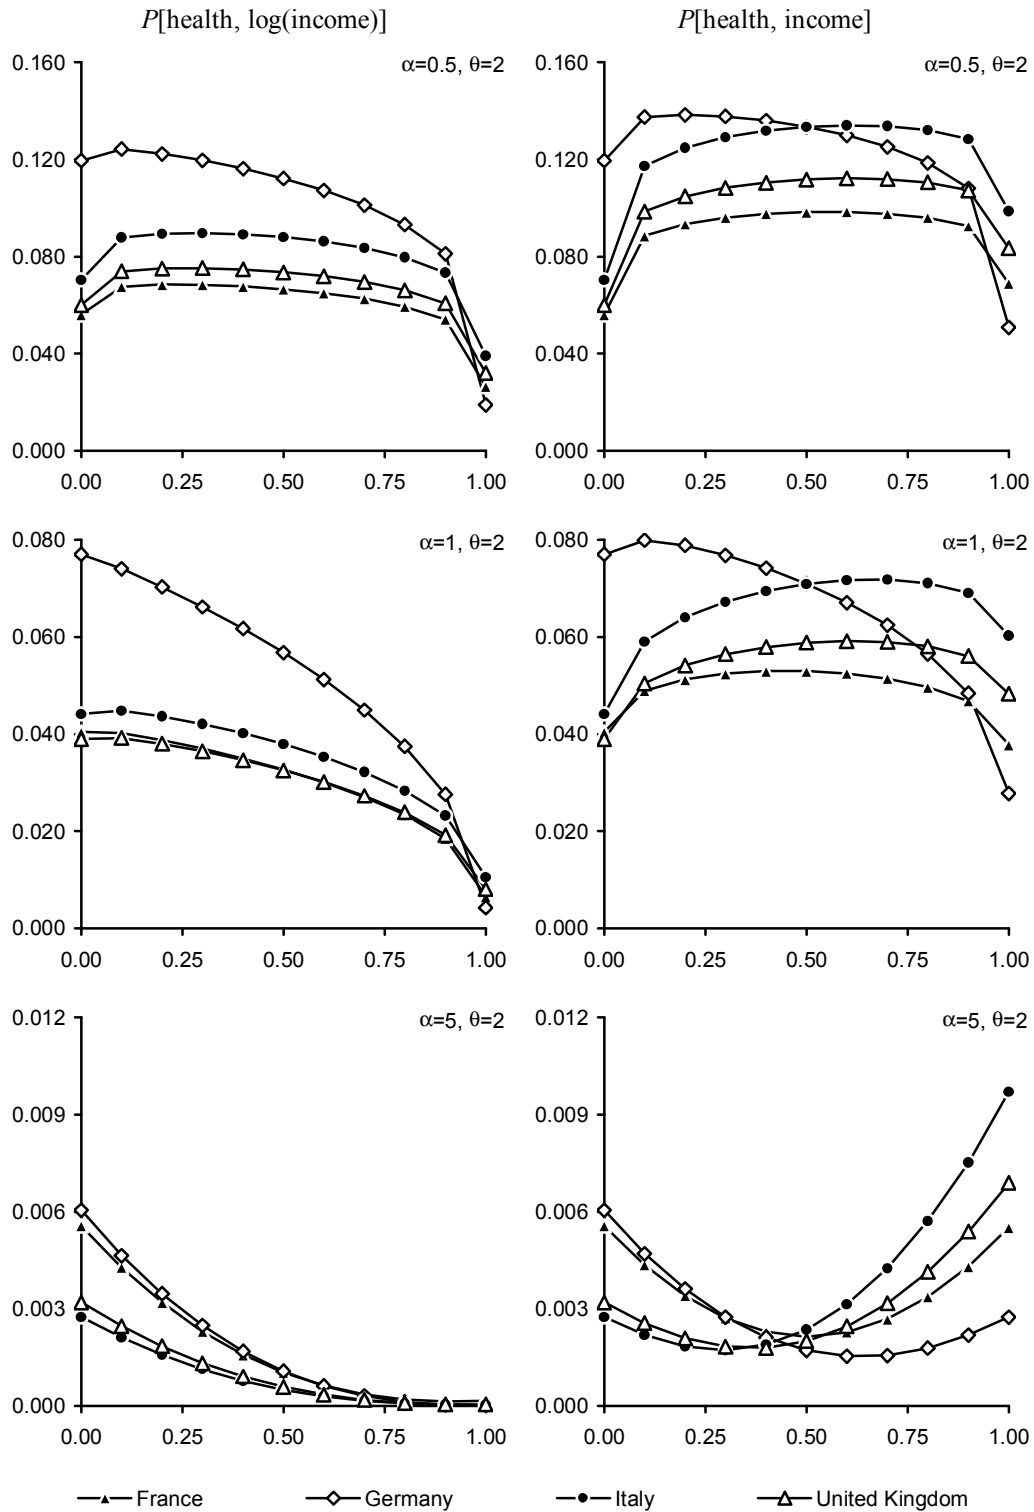 P[health, log(income)]
P[health, income]
α=0.5, θ=2
0.160
0.120
0.080
0.040
0.000
0.00 0.25 0.50 0.75 1.00
α=0.5, θ=2
0.160
0.120
0.080
0.040
0.000
0.00 0.25 0.50 0.75 1.00
α=1, θ=2
0.080
0.060
0.040
0.020
0.000
0.00 0.25 0.50 0.75 1.00
α=1, θ=2
0.080
0.060
0.040
0.020
0.000
0.00 0.25 0.50 0.75 1.00
α=5, θ=2
0.012
0.009
0.006
0.003
0.000
0.00 0.25 0.50 0.75 1.00
α=5, θ=2
0.012
0.009
0.006
0.003
0.000
0.00 0.25 0.50 0.75 1.00
France Germany Italy United Kingdom